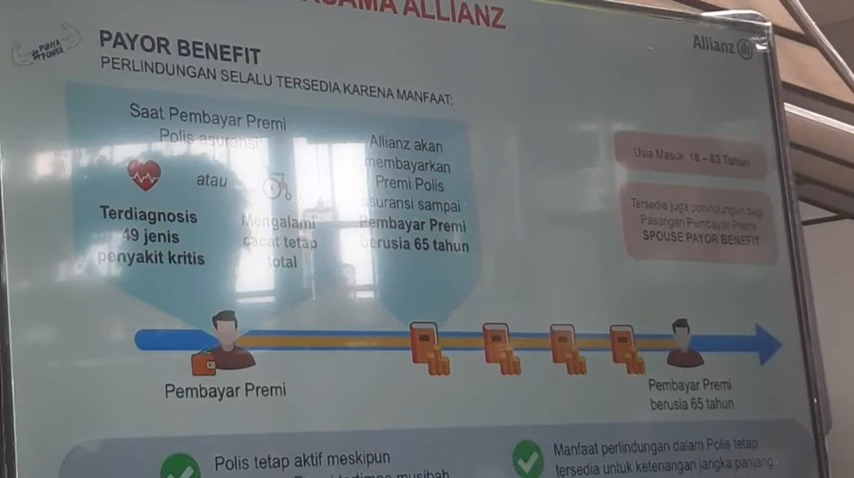 ALLIANZ
Allianz
#PUNYA
#POWER
PAYOR BENEFIT
PERLINDUNGAN SELALU TERSEDIA KARENA MANFAAT:
Saat Pembayar Premi
Polis asuransi
atau
Terdiagnosis
49 jenis
penyakit kritis
Mengalami
cacat tetap
total
Allianz akan
membayarkan
Premi Polis
asuransi sampai
Pembayar Premi
berusia 65 tahun
Usia Masuk 18 – 63 Tahun
Tersedia juga perlindungan bagi
Pasangan Pembayar Premi
SPOUSE PAYOR BENEFIT
Pembayar Premi
Pembayar Premi
berusia 65 tahun
Polis tetap aktif meskipun
musibah
Manfaat perlindungan dalam Polis tetap
tersedia untuk ketenangan jangka panjang